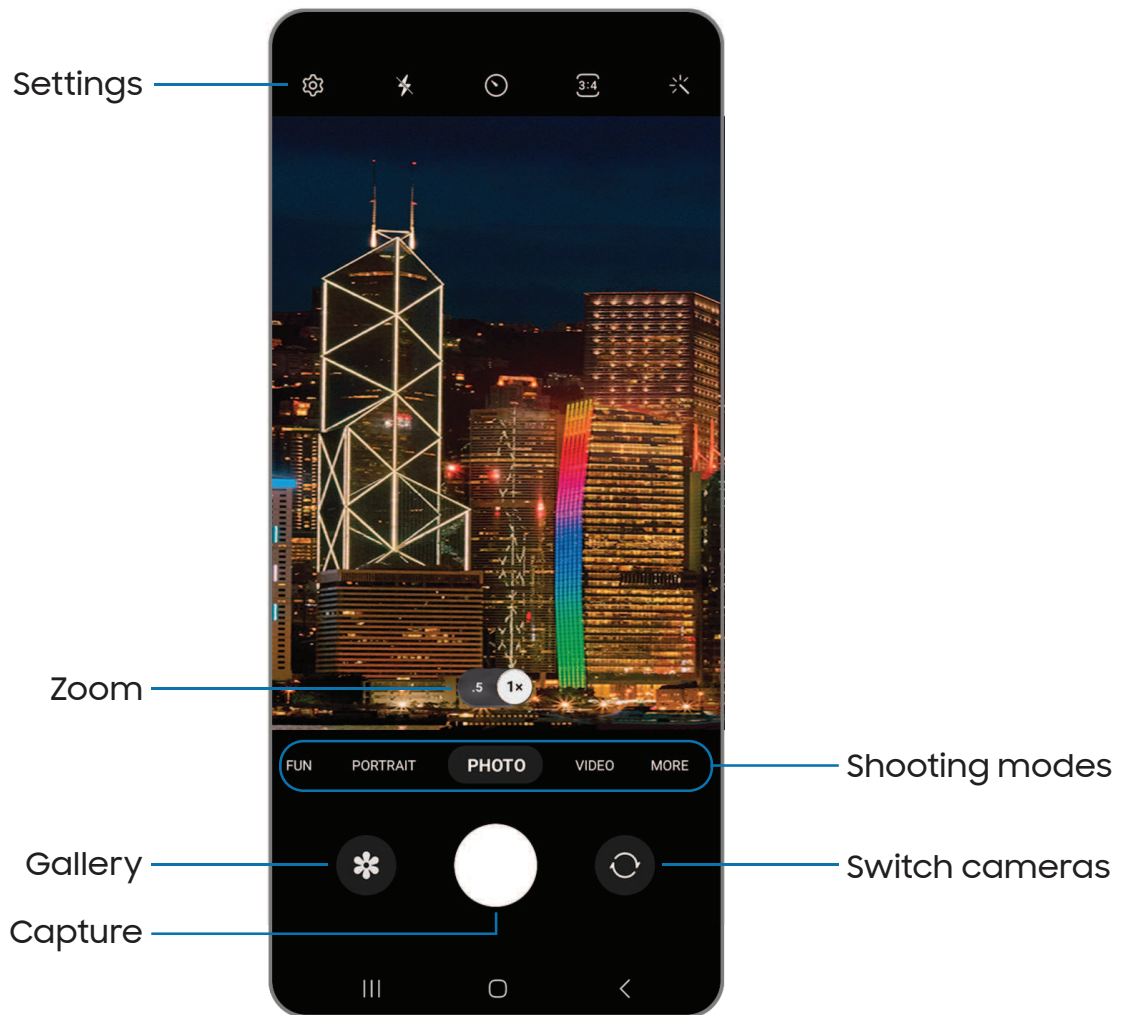 Settings
3:4
Zoom
.5 1×
FUN PORTRAIT PHOTO VIDEO MORE
Shooting modes
Gallery
Switch cameras
Capture